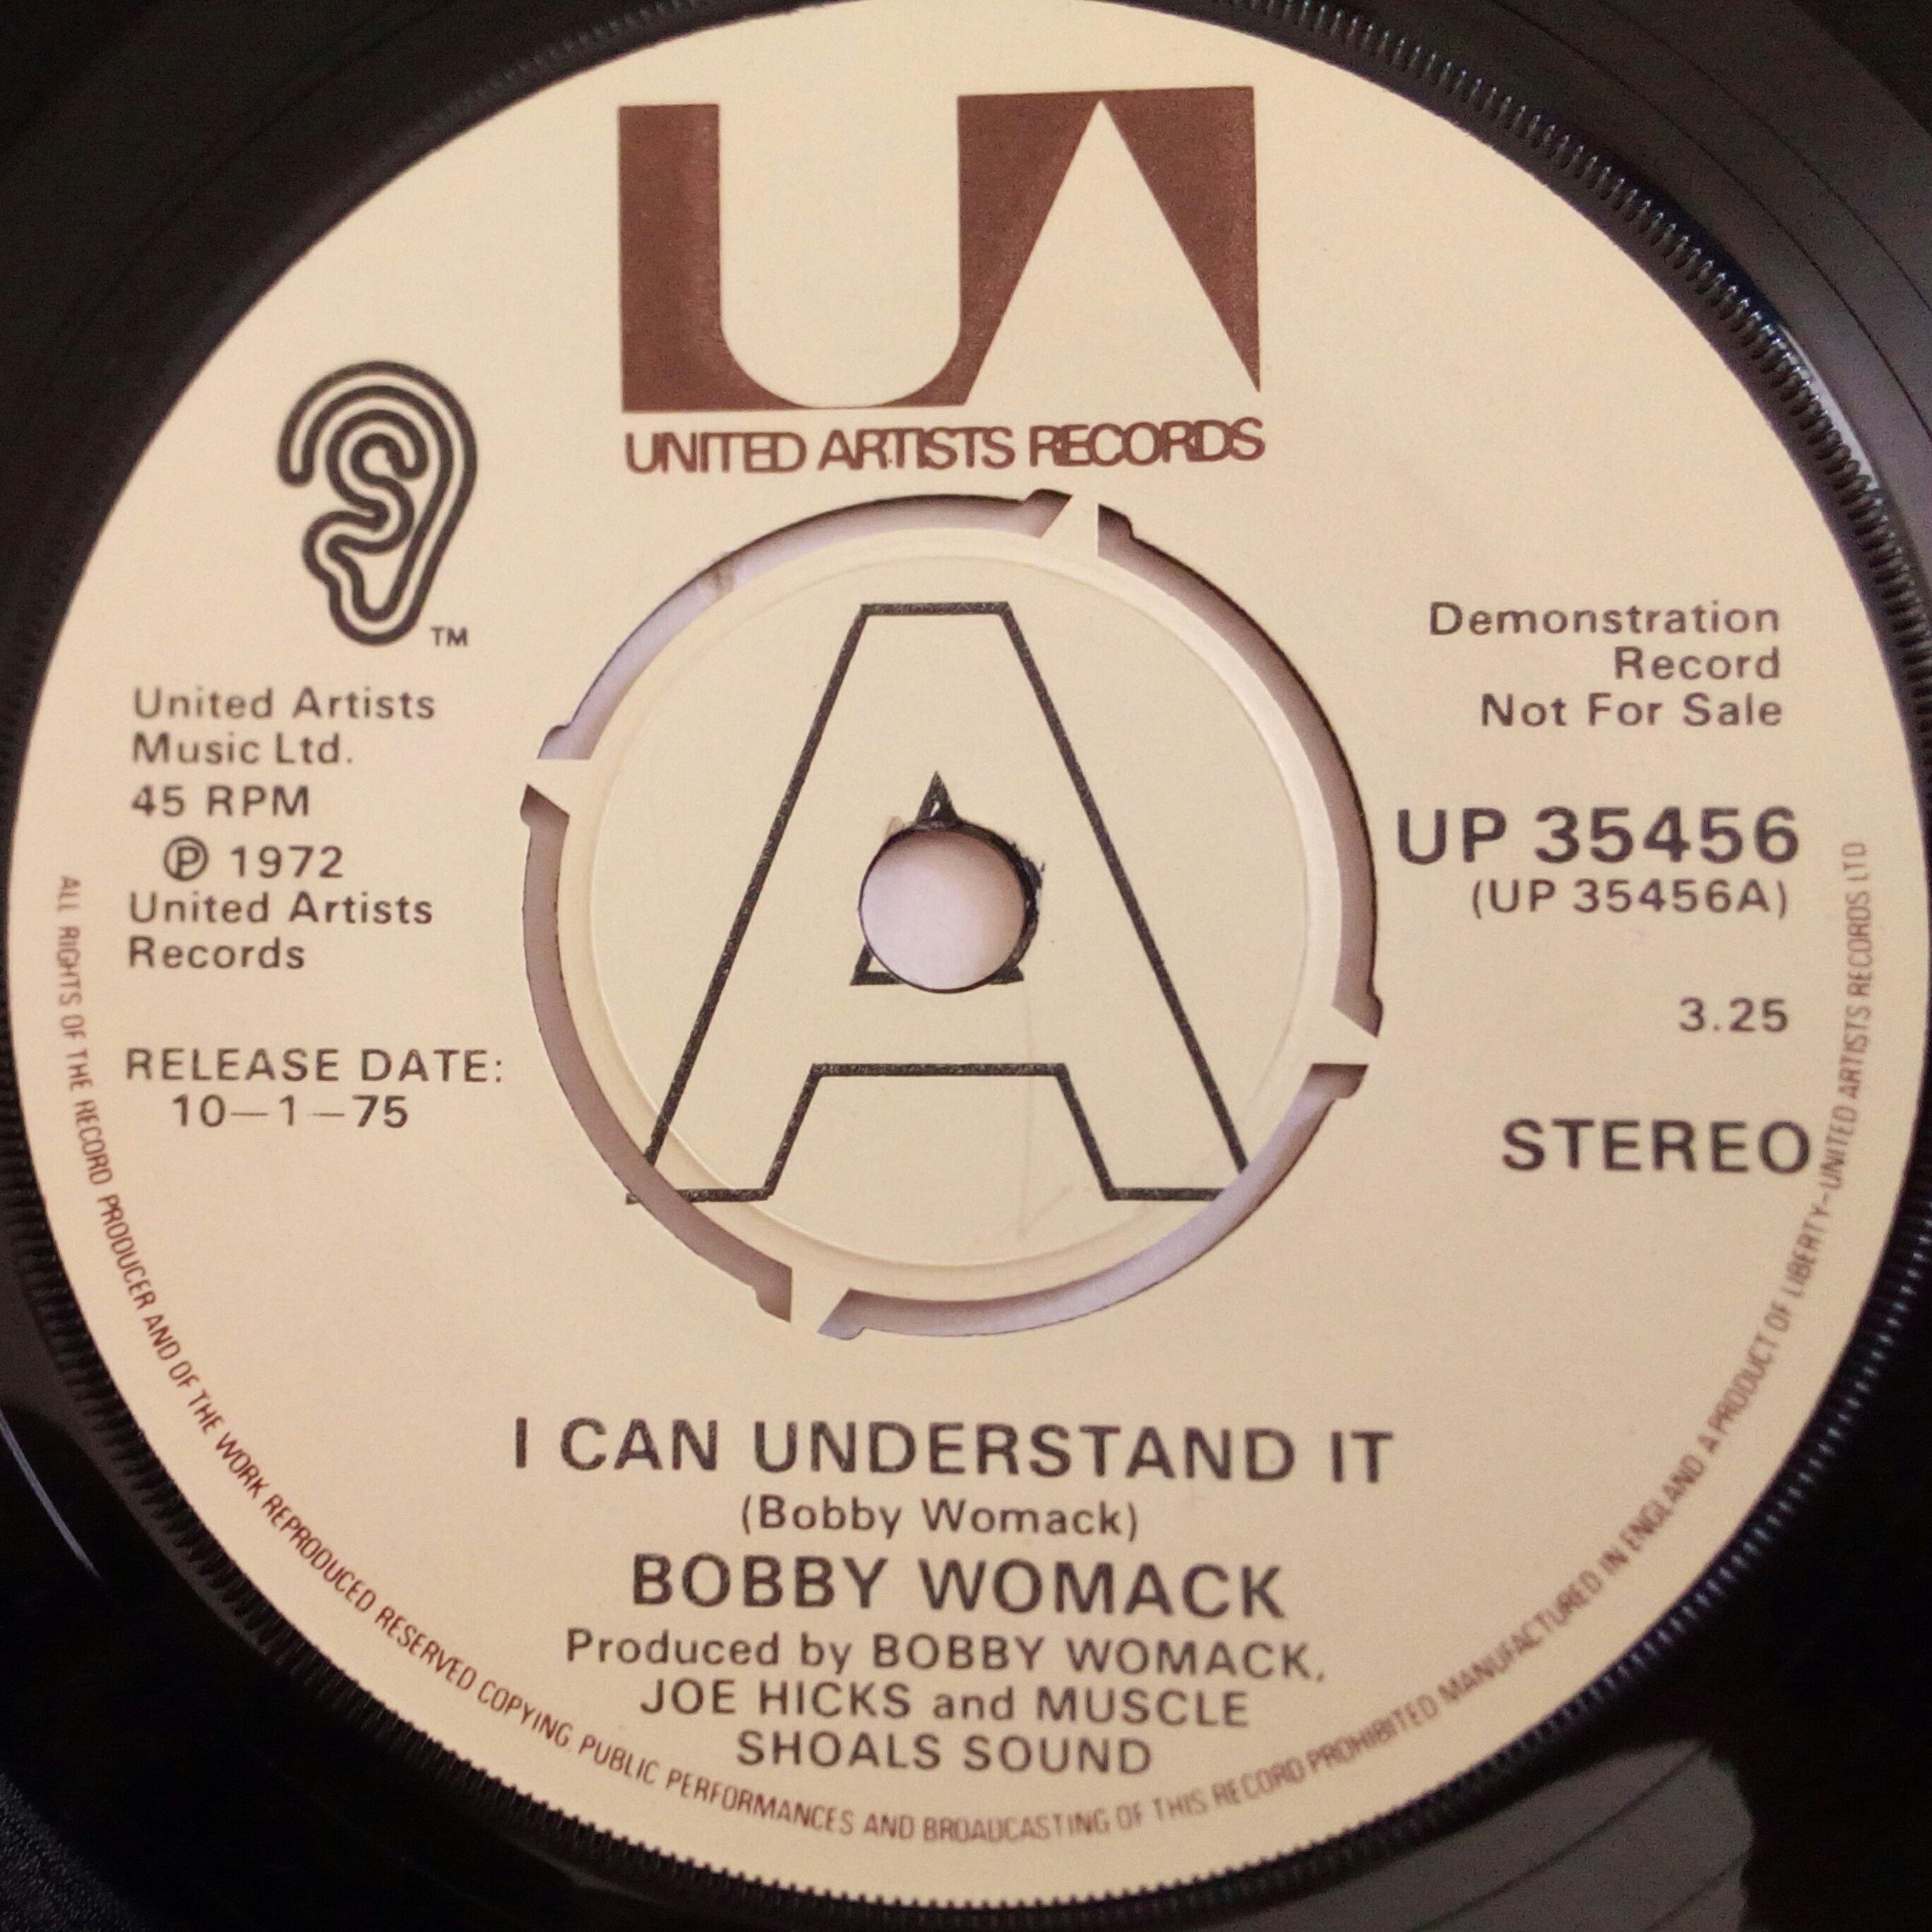 UA
UNITED ARTISTS RECORDS
TM
United Artists
Music Ltd.
45 RPM
℗ 1972
United Artists
Records
RELEASE DATE:
10—1—75
A
Demonstration
Record
Not For Sale
UP 35456
(UP 35456A)
3.25
STEREO
I CAN UNDERSTAND IT
(Bobby Womack)
BOBBY WOMACK
Produced by BOBBY WOMACK,
JOE HICKS and MUSCLE
SHOALS SOUND
ALL RIGHTS OF THE RECORD PRODUCER AND OF THE WORK REPRODUCED RESERVED COPYING. PUBLIC PERFORMANCES AND BROADCASTING OF THIS RECORD PROHIBITED MANUFACTURED IN ENGLAND A PRODUCT OF LIBERTY-UNITED ARTISTS RECORDS LTD